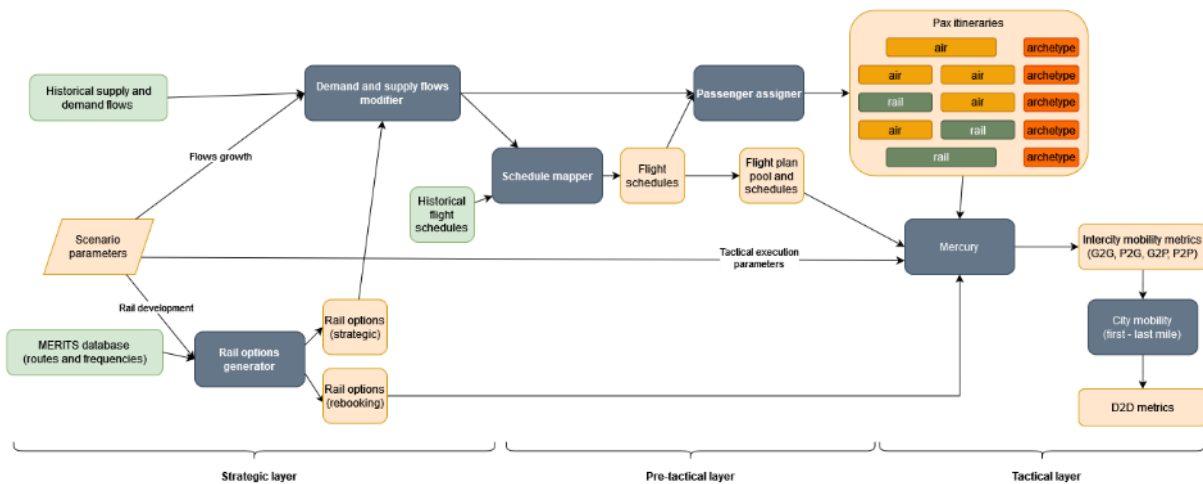 Pax itineraries
air
archetype
air
air
archetype
rail
air
archetype
air
rail
archetype
rail
archetype
Historical supply and
demand flows
Demand and supply flows
modifier
Passenger assigner
Flows growth
Schedule mapper
Flight
schedules
Flight plan
pool and
schedules
Historical
flight
schedules
Scenario
parameters
Tactical execution
parameters
Mercury
Intercity mobility metrics
(G2G, P2G, G2P, P2P)
Rail development
Rail options
(strategic)
City mobility
(first - last mile)
MERITS database
(routes and frequencies)
Rail options
generator
Rail options
(rebooking)
D2D metrics
Strategic layer
Pre-tactical layer
Tactical layer